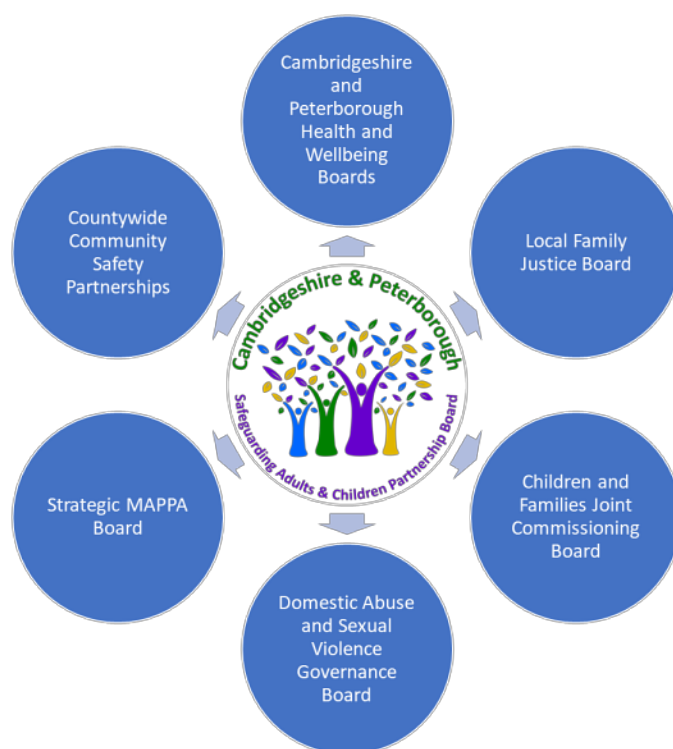 Cambridgeshire
and
Peterborough
Health and
Wellbeing
Boards
Countywide
Community
Safety
Partnerships
Local Family
Justice Board
Cambridgeshire & Peterborough
Safeguarding Adults & Children Partnership Board
Strategic MAPPA
Board
Children and
Families Joint
Commissioning
Board
Domestic Abuse
and Sexual
Violence
Governance
Board